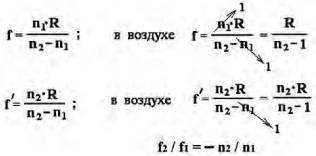 f = n₁·R / n₂−n₁ ; в воздухе f = n₁·R / n₂−n₁ = R / n₂−1
1
1
f′ = n₂·R / n₂−n₁ ; в воздухе f′ = n₂·R / n₂−n₁ = n₂·R / n₂−1
1
f₂ / f₁ = − n₂ / n₁